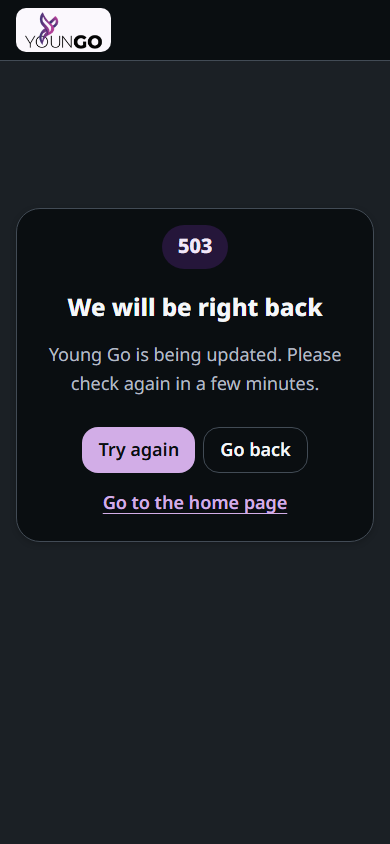 YOUNGO
503
We will be right back
Young Go is being updated. Please
check again in a few minutes.
Try again
Go back
Go to the home page